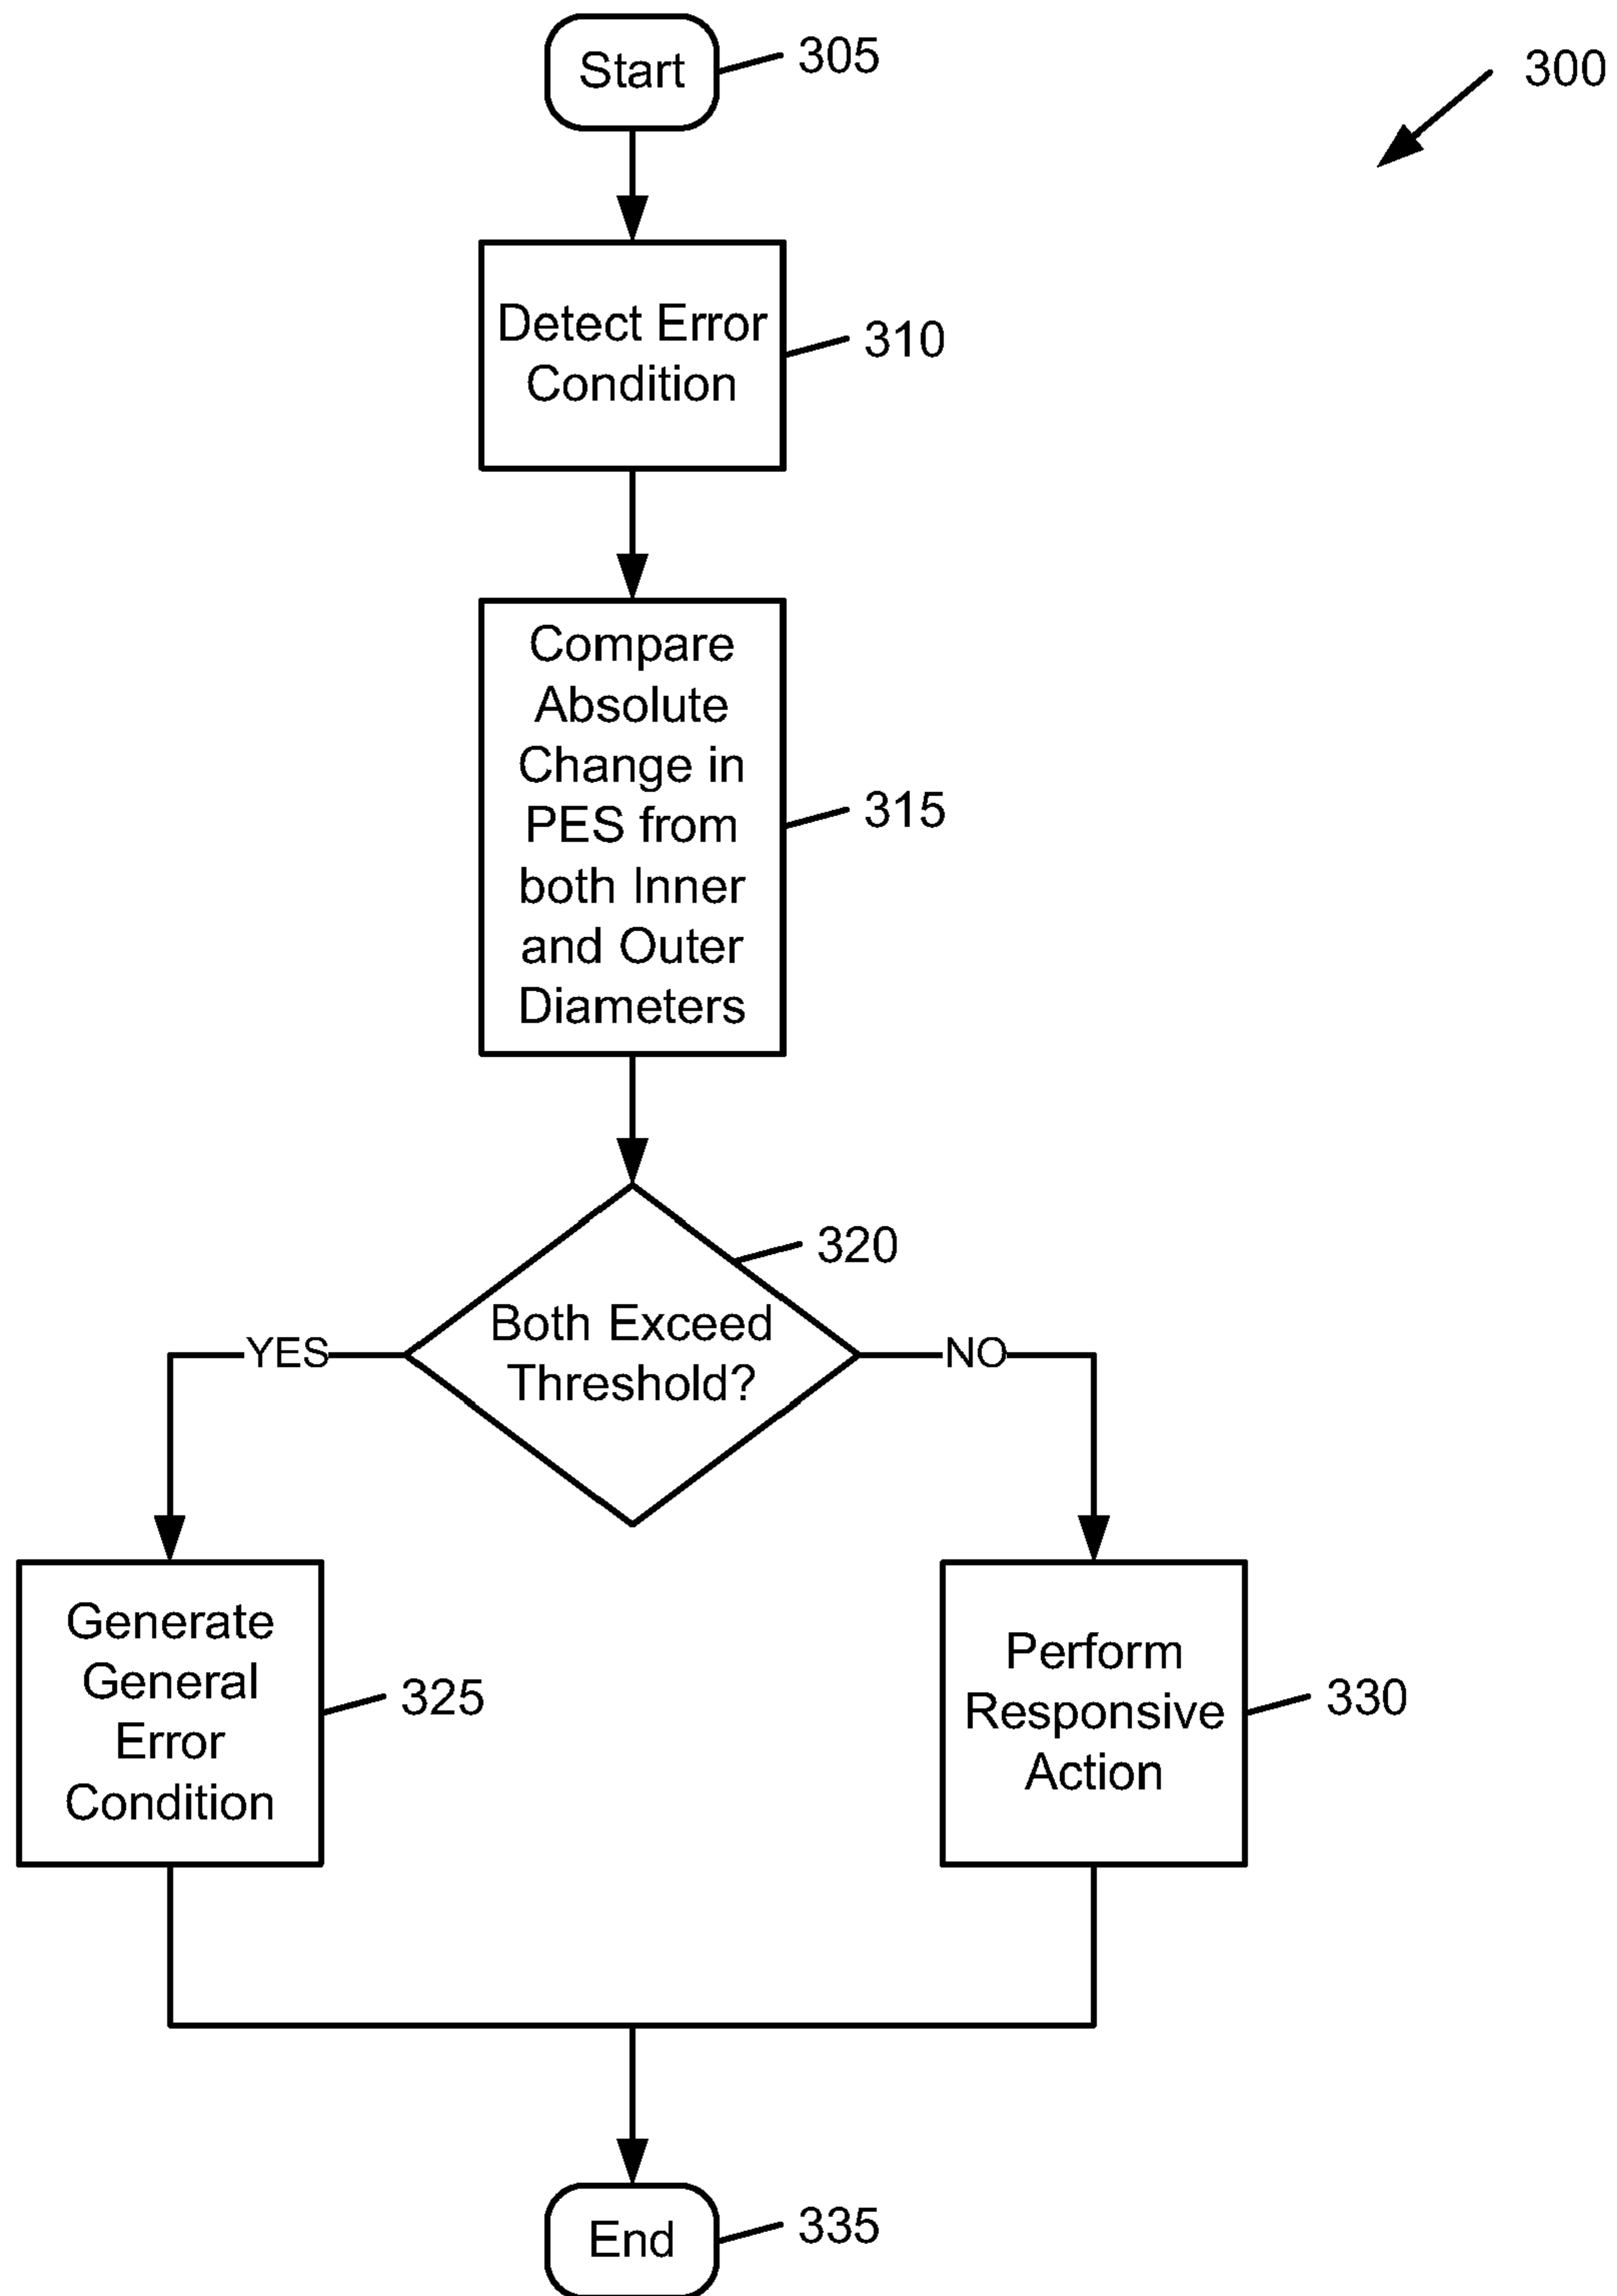 Start
305
300
Detect Error
Condition
310
Compare
Absolute
Change in
PES from
both Inner
and Outer
Diameters
315
320
Both Exceed
Threshold?
YES
NO
Generate
General
Error
Condition
325
Perform
Responsive
Action
330
End
335